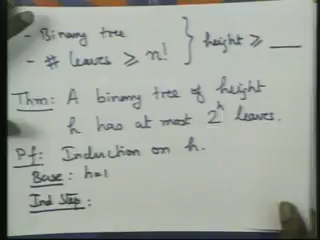 - Binary tree
- # leaves ≥ n! } height ≥ ___
Thm: A binary tree of height
h has at most 2^h leaves.
Pf: Induction on h.
Base: h=1
Ind Step: